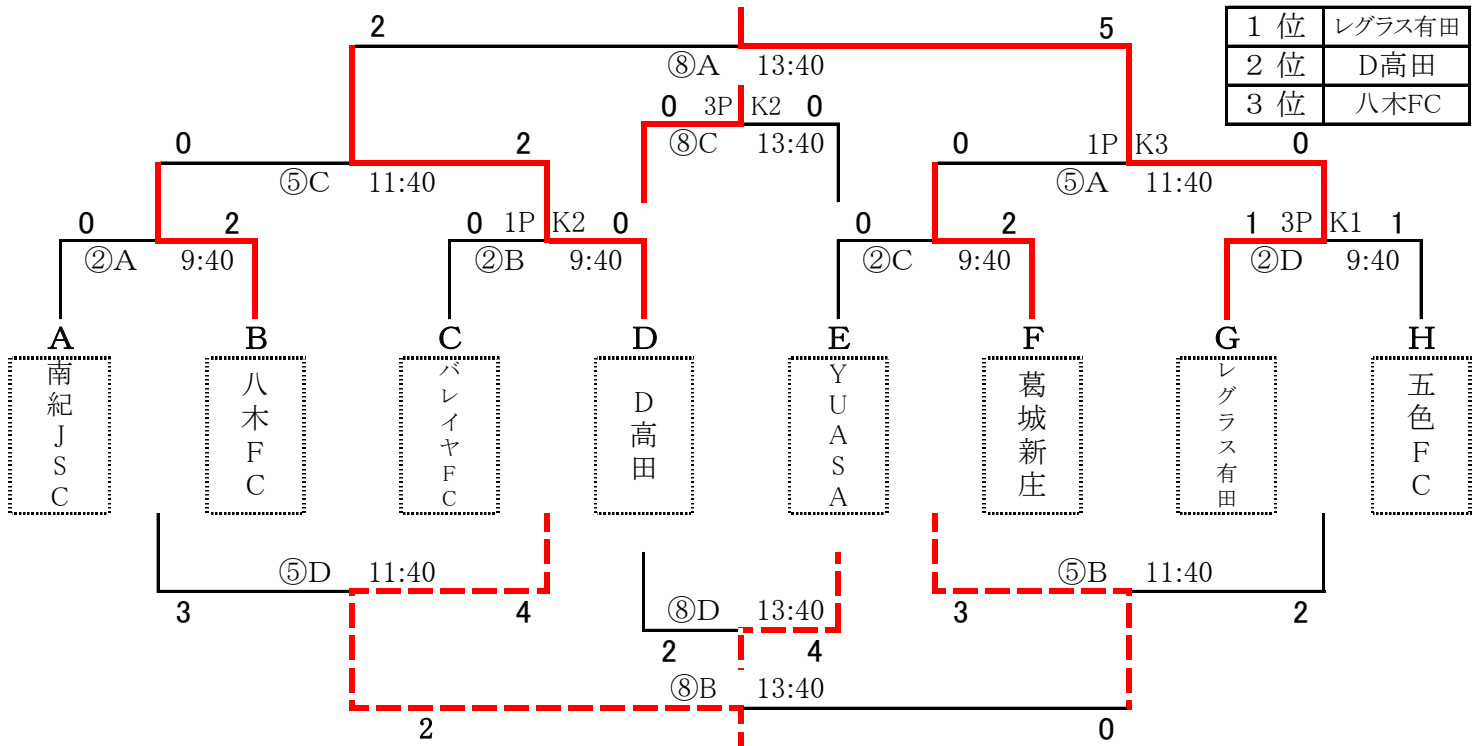 2 5
⑧A 13:40
1 位 レグラス有田
2 位 D高田
3 位 八木FC
0 3P K2 0
⑧C 13:40
0 2
⑤C 11:40
0 1P K3 0
⑤A 11:40
0 2
②A 9:40
0 1P K2 0
②B 9:40
0 2
②C 9:40
1 3P K1 1
②D 9:40
A B C D E F G H
南紀JSC
八木FC
バレイヤFC
D高田
YUASA
葛城新庄
レグラス有田
五色FC
⑤D 11:40
3 4
⑧D 13:40
2 4
⑤B 11:40
3 2
⑧B 13:40
2 0